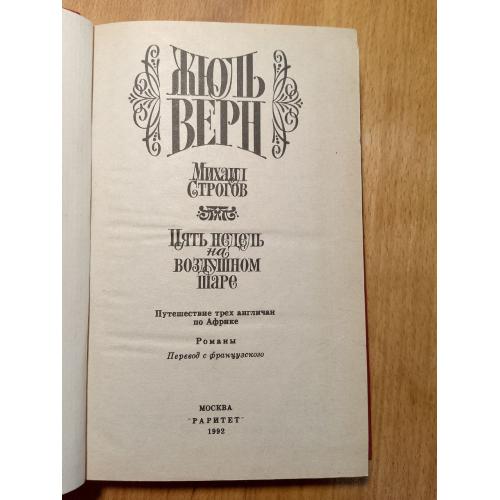 ЖЮЛЬ
ВЕРН
Михаил
Строгов
Пять недель
на
воздушном
шаре
Путешествие трех англичан
по Африке
Романы
Перевод с французского
МОСКВА
"РАРИТЕТ"
1992